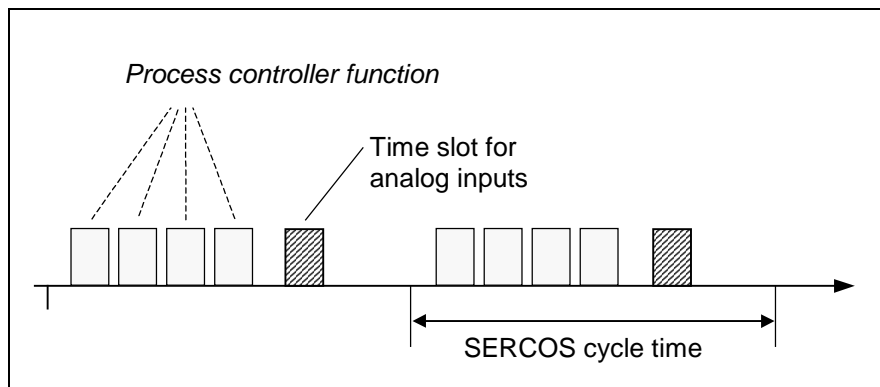 Process controller function
Time slot for
analog inputs
SERCOS cycle time